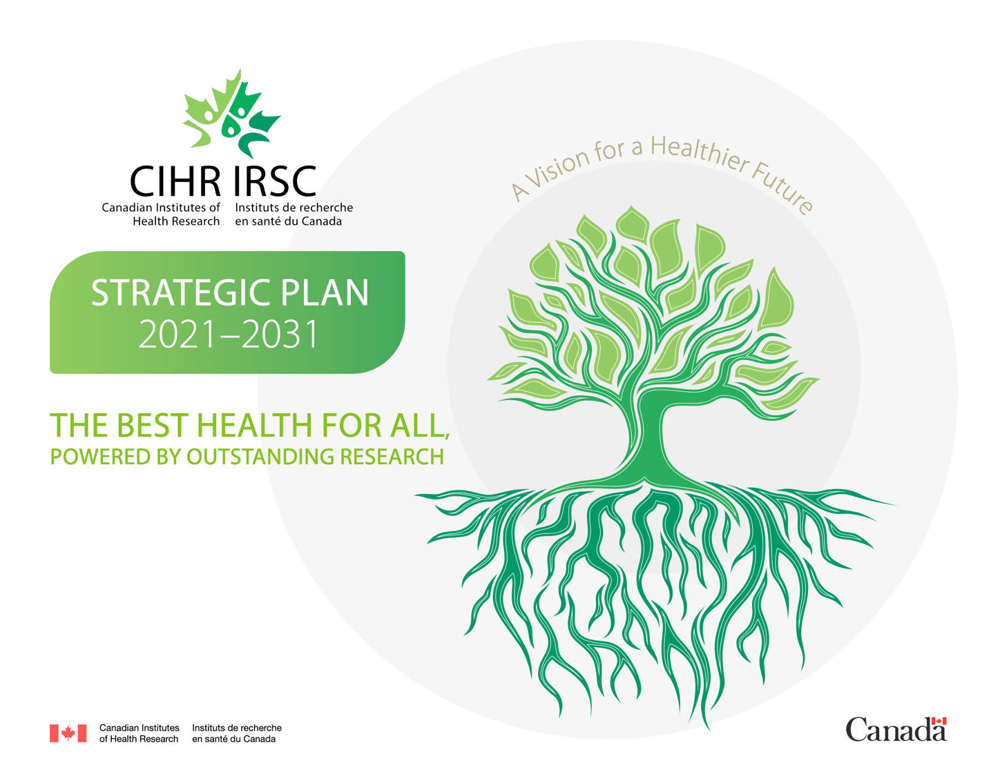 CIHR IRSC
Canadian Institutes of
Health Research
Instituts de recherche
en santé du Canada
STRATEGIC PLAN
2021–2031
THE BEST HEALTH FOR ALL,
POWERED BY OUTSTANDING RESEARCH
A Vision for a Healthier Future
Canadian Institutes
of Health Research
Instituts de recherche
en santé du Canada
Canada